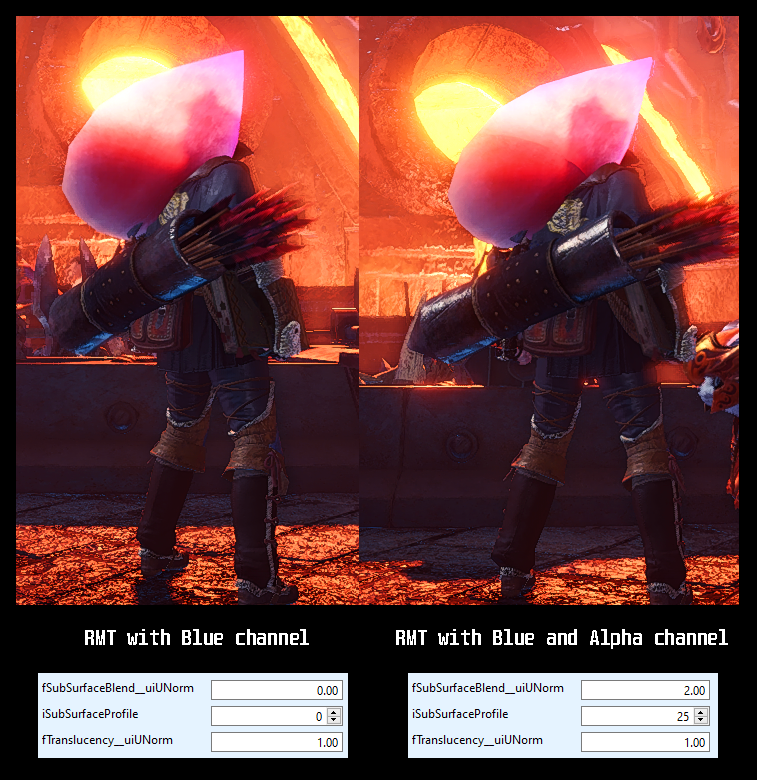 RMT with Blue channel
RMT with Blue and Alpha channel
fSubSurfaceBlend__uiUNorm 0.00
iSubSurfaceProfile 0
fTranslucency__uiUNorm 1.00
fSubSurfaceBlend__uiUNorm 2.00
iSubSurfaceProfile 25
fTranslucency__uiUNorm 1.00